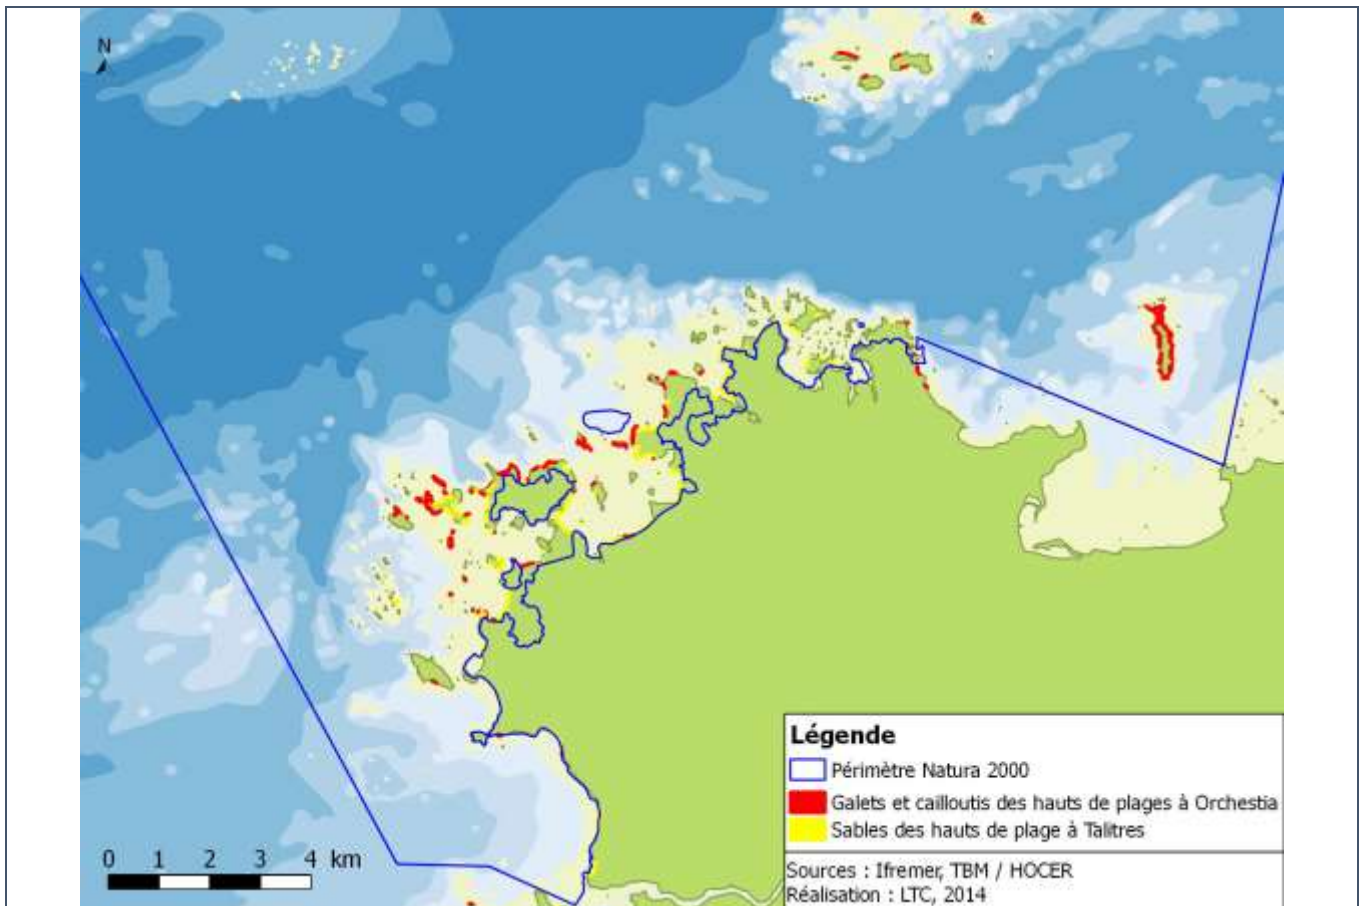 N
0 1 2 3 4 km
Légende
Périmètre Natura 2000
Galets et cailloutis des hauts de plages à Orchestia
Sables des hauts de plage à Talitres
Sources : Ifremer, TBM / HOCER
Réalisation : LTC, 2014